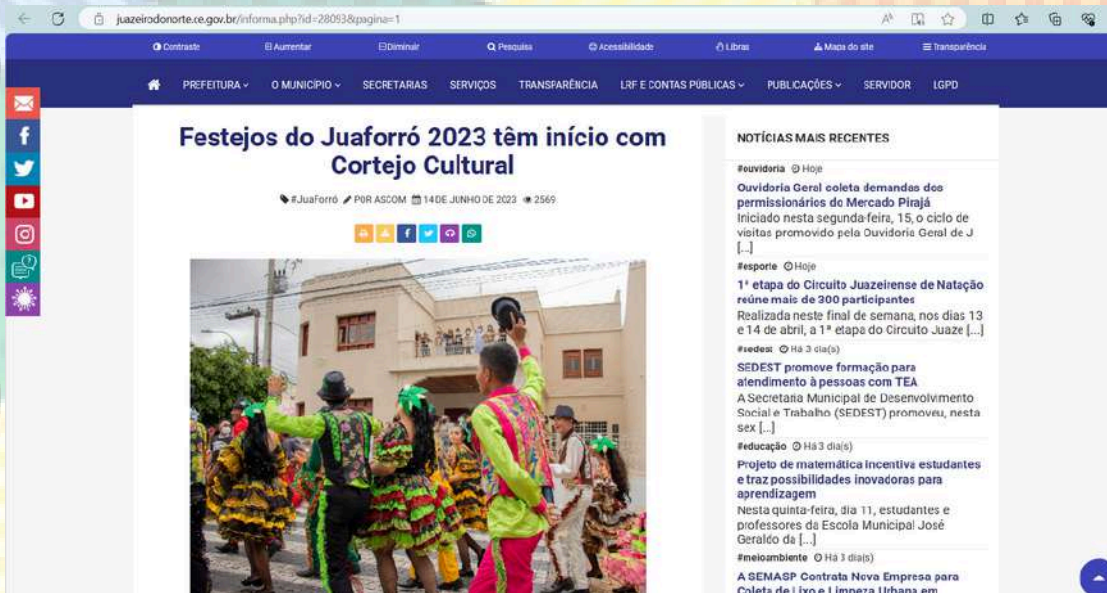 juazeirodonorte.ce.gov.br/informa.php?id=28093&pagina=1
Contraste Aumentar Diminuir Pesquisa Acessibilidade Libras Mapa do site Transparência
PREFEITURA O MUNICÍPIO SECRETARIAS SERVIÇOS TRANSPARÊNCIA LRF E CONTAS PÚBLICAS PUBLICAÇÕES SERVIDOR LGPD
Festejos do Juaforró 2023 têm início com
Cortejo Cultural
#JuaForró POR ASCOM 14 DE JUNHO DE 2023 2569
NOTÍCIAS MAIS RECENTES
#ouvidoria Hoje
Ouvidoria Geral coleta demandas dos
permissionários do Mercado Pirajá
Iniciado nesta segunda-feira, 15, o ciclo de
visitas promovido pela Ouvidoria Geral de J
[...]
#esporte Hoje
1ª etapa do Circuito Juazeirense de Natação
reúne mais de 300 participantes
Realizada neste final de semana, nos dias 13
e 14 de abril, a 1ª etapa do Circuito Juaze [...]
#sedest Há 3 dia(s)
SEDEST promove formação para
atendimento à pessoas com TEA
A Secretaria Municipal de Desenvolvimento
Social e Trabalho (SEDEST) promoveu, nesta
sex [...]
#educação Há 3 dia(s)
Projeto de matemática incentiva estudantes
e traz possibilidades inovadoras para
aprendizagem
Nesta quinta-feira, dia 11, estudantes e
professores da Escola Municipal José
Geraldo da [...]
#meioambiente Há 3 dia(s)
A SEMASP Contrata Nova Empresa para
Coleta de Lixo e Limpeza Urbana em